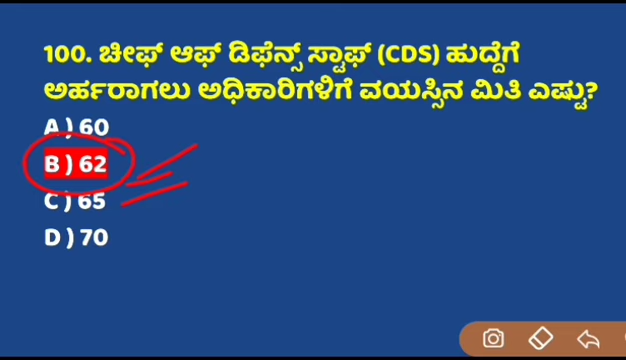 100. ಚೀಫ್ ಆಫ್ ಡಿಫೆನ್ಸ್ ಸ್ಟಾಫ್ (CDS) ಹುದ್ದೆಗೆ
ಅರ್ಹರಾಗಲು ಅಧಿಕಾರಿಗಳಿಗೆ ವಯಸ್ಸಿನ ಮಿತಿ ಎಷ್ಟು?
A ) 60
B ) 62
C ) 65
D ) 70